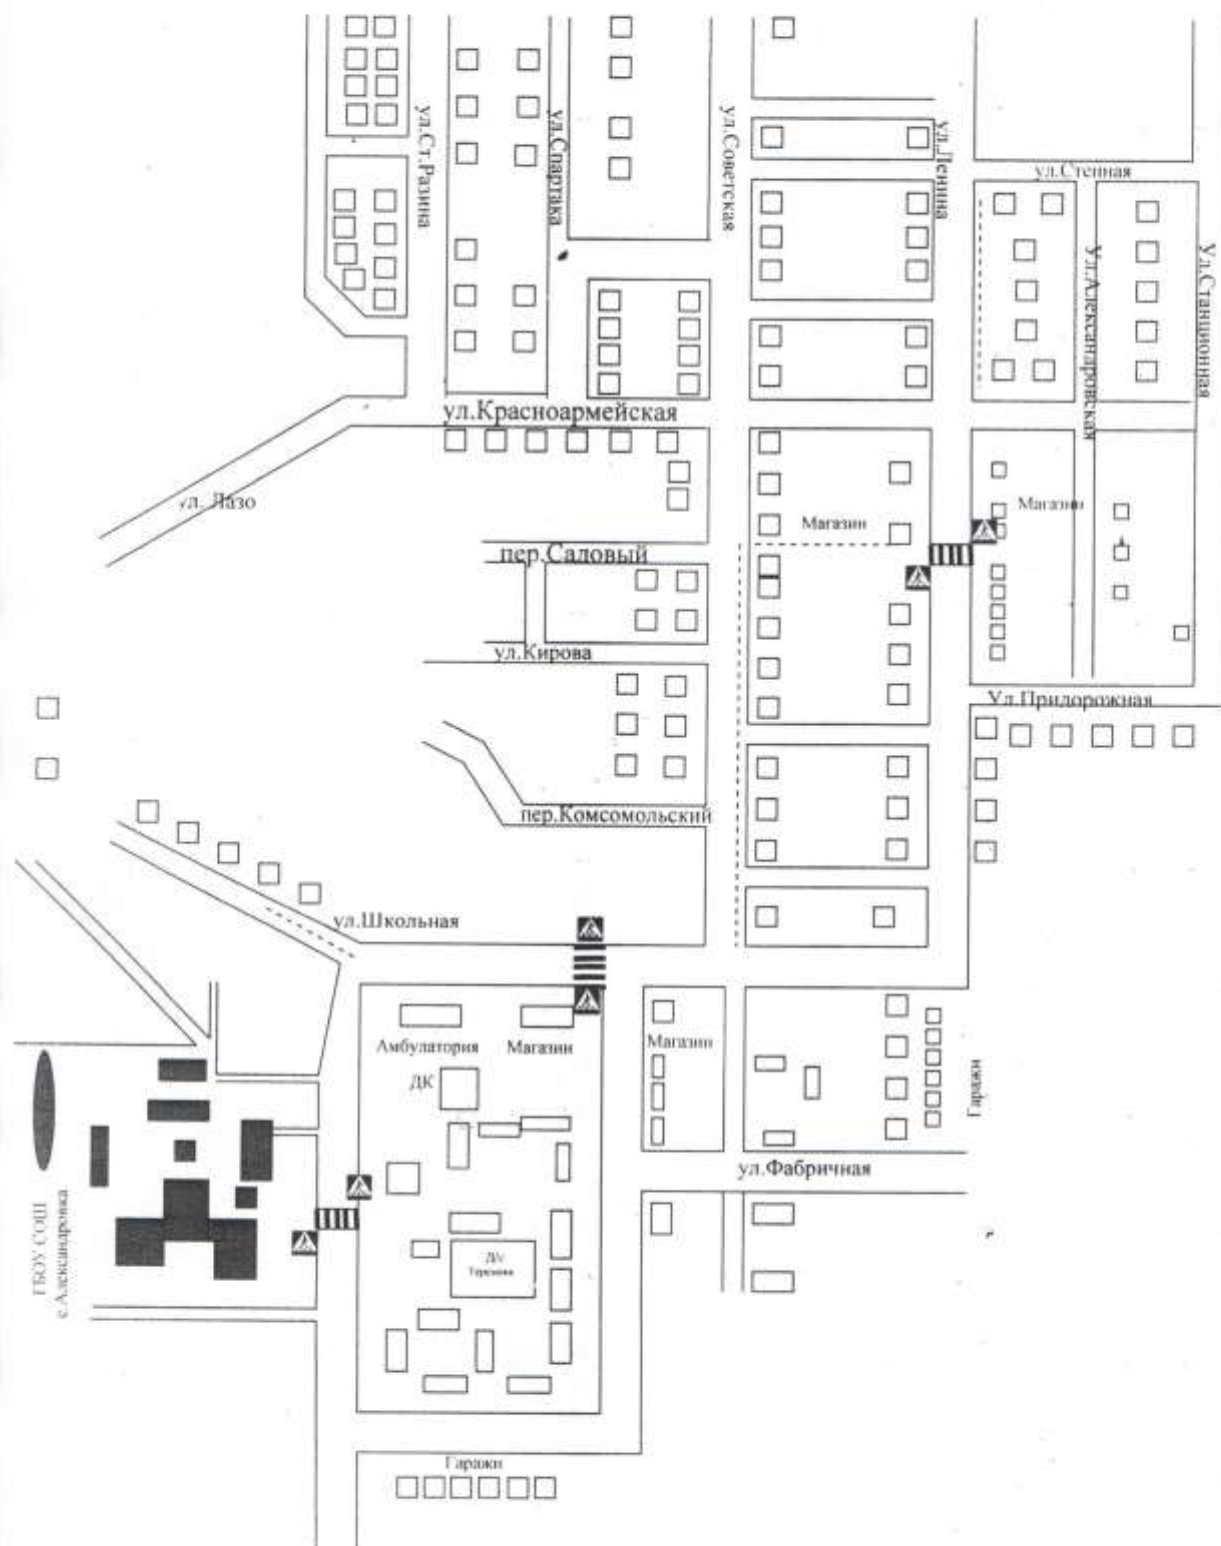 ул.Ст.Разина
ул.Спартака
ул.Советская
ул.Ленина
ул.Степная
Ул.Александровская
Ул.Станционная
ул.Красноармейская
ул. Лазо
Магазин
Магазин
пер.Садовый
ул.Кирова
Ул.Придорожная
пер.Комсомольский
ул.Школьная
Амбулатория
Магазин
Магазин
ДК
Гаражи
ул.Фабричная
ГБОУ СОШ
с.Александровка
Д/с
Теремок
Гаражи